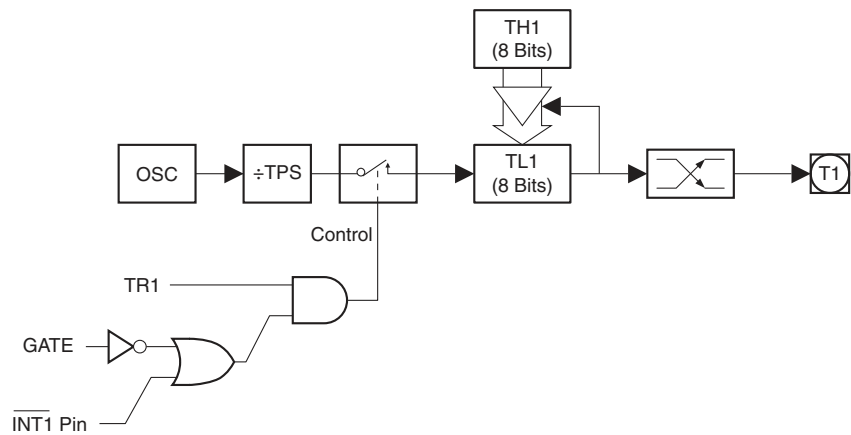 TH1
(8 Bits)
OSC
÷TPS
TL1
(8 Bits)
T1
Control
TR1
GATE
INT1 Pin